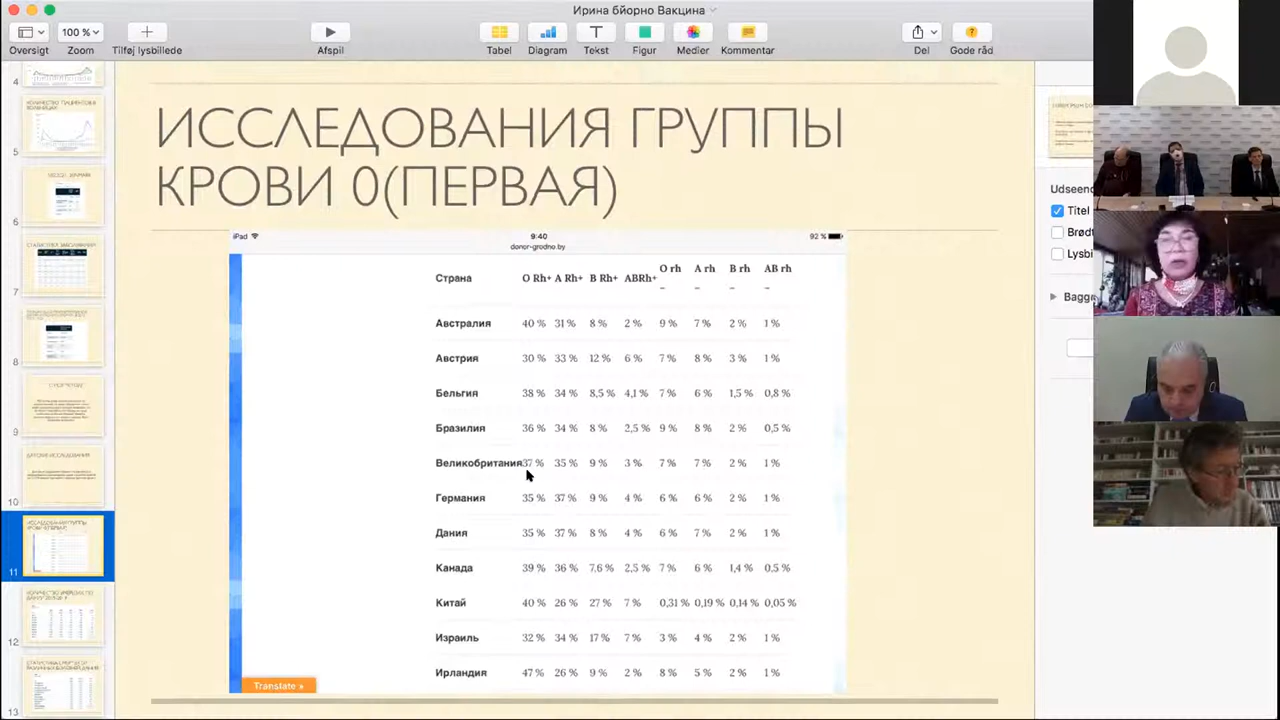 Ирина бйорно Вакцина
100 %
Oversigt Zoom Tilføj lysbillede Afspil Tabel Diagram Tekst Figur Medier Kommentar Del Gode råd
4
5
6
7
8
9
10
11
12
13
ИССЛЕДОВАНИЯ ГРУППЫ
КРОВИ 0(ПЕРВАЯ)
iPad 9:40 92 %
donor-grodno.by
Страна O Rh+ A Rh+ B Rh+ ABRh+ O rh – A rh – B rh – AB rh –
Австралия 40 % 31 % 8 % 2 % 9 % 7 % 2 % 1 %
Австрия 30 % 33 % 12 % 6 % 7 % 8 % 3 % 1 %
Бельгия 38 % 34 % 8,5 % 4,1 % 7 % 6 % 1,5 % 0,8 %
Бразилия 36 % 34 % 8 % 2,5 % 9 % 8 % 2 % 0,5 %
Великобритания 37 % 35 % 9 % 3 % 7 % 7 % 2 % 1 %
Германия 35 % 37 % 9 % 4 % 6 % 6 % 2 % 1 %
Дания 35 % 37 % 8 % 4 % 6 % 7 % 2 % 1 %
Канада 39 % 36 % 7,6 % 2,5 % 7 % 6 % 1,4 % 0,5 %
Китай 40 % 26 % 27 % 7 % 0,31 % 0,19 % 0,14 % 0,05 %
Израиль 32 % 34 % 17 % 7 % 3 % 4 % 2 % 1 %
Ирландия 47 % 26 % 9 % 2 % 8 % 5 % 2 % 1 %
Translate »
Udseend
Titel
Brødt
Lysbi
Bagg